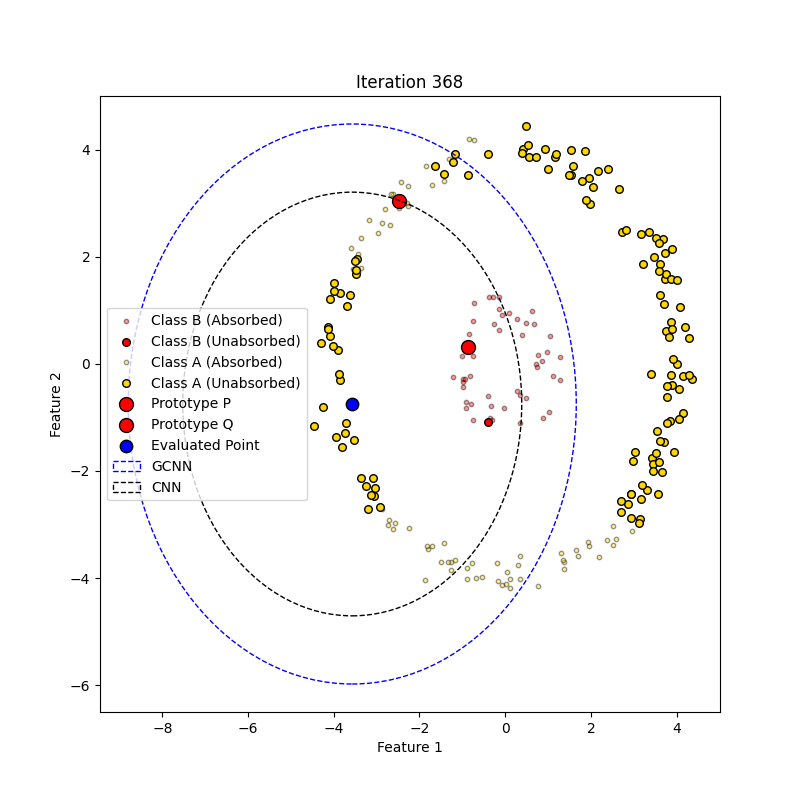 Iteration 368
4
2
0
−2
−4
−6
Feature 2
Class B (Absorbed)
Class B (Unabsorbed)
Class A (Absorbed)
Class A (Unabsorbed)
Prototype P
Prototype Q
Evaluated Point
GCNN
CNN
−8 −6 −4 −2 0 2 4
Feature 1